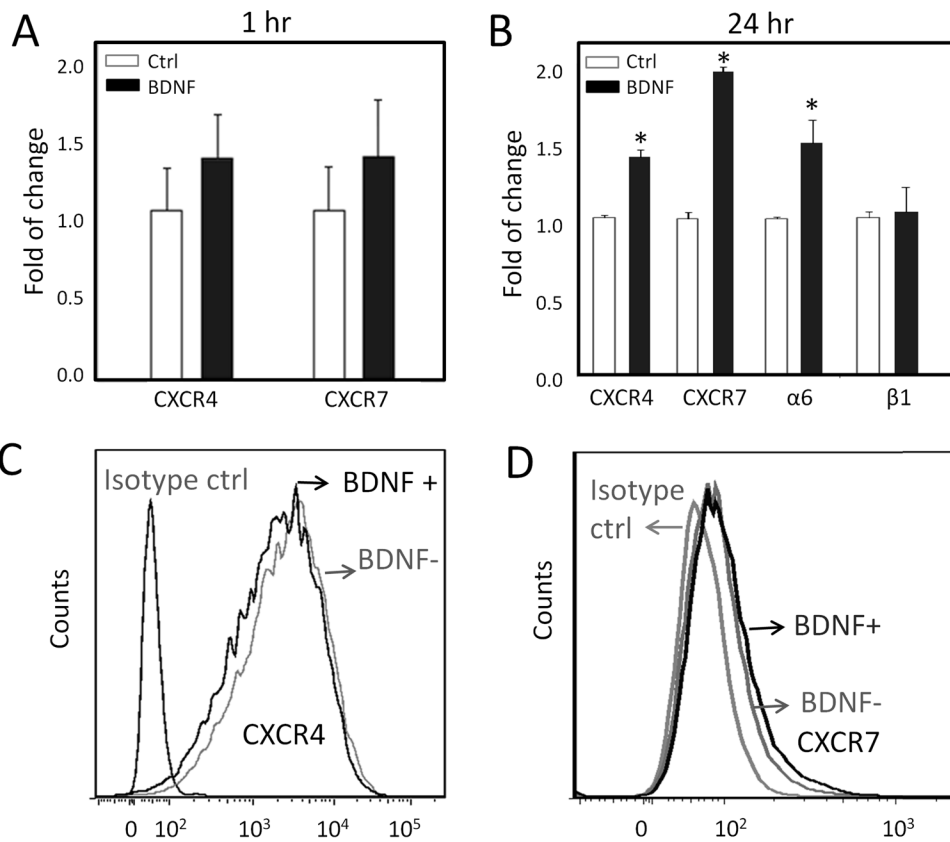 A
1 hr
Ctrl
BDNF
Fold of change
2.0
1.5
1.0
0.5
0.0
CXCR4 CXCR7
B
24 hr
Ctrl
BDNF
Fold of change
2.0
1.5
1.0
0.5
0.0
* * *
CXCR4 CXCR7 α6 β1
C
Isotype ctrl
BDNF +
BDNF-
Counts
CXCR4
0 10² 10³ 10⁴ 10⁵
D
Isotype
ctrl
Counts
BDNF+
BDNF-
CXCR7
0 10² 10³